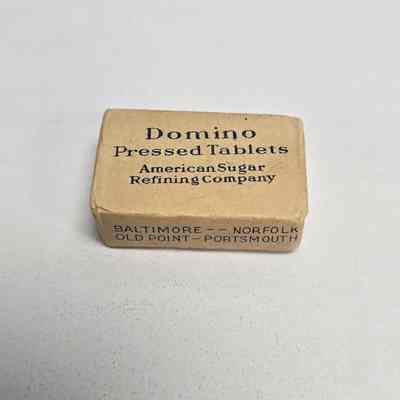 Domino
Pressed Tablets
American Sugar
Refining Company
BALTIMORE -- NORFOLK
OLD POINT - PORTSMOUTH